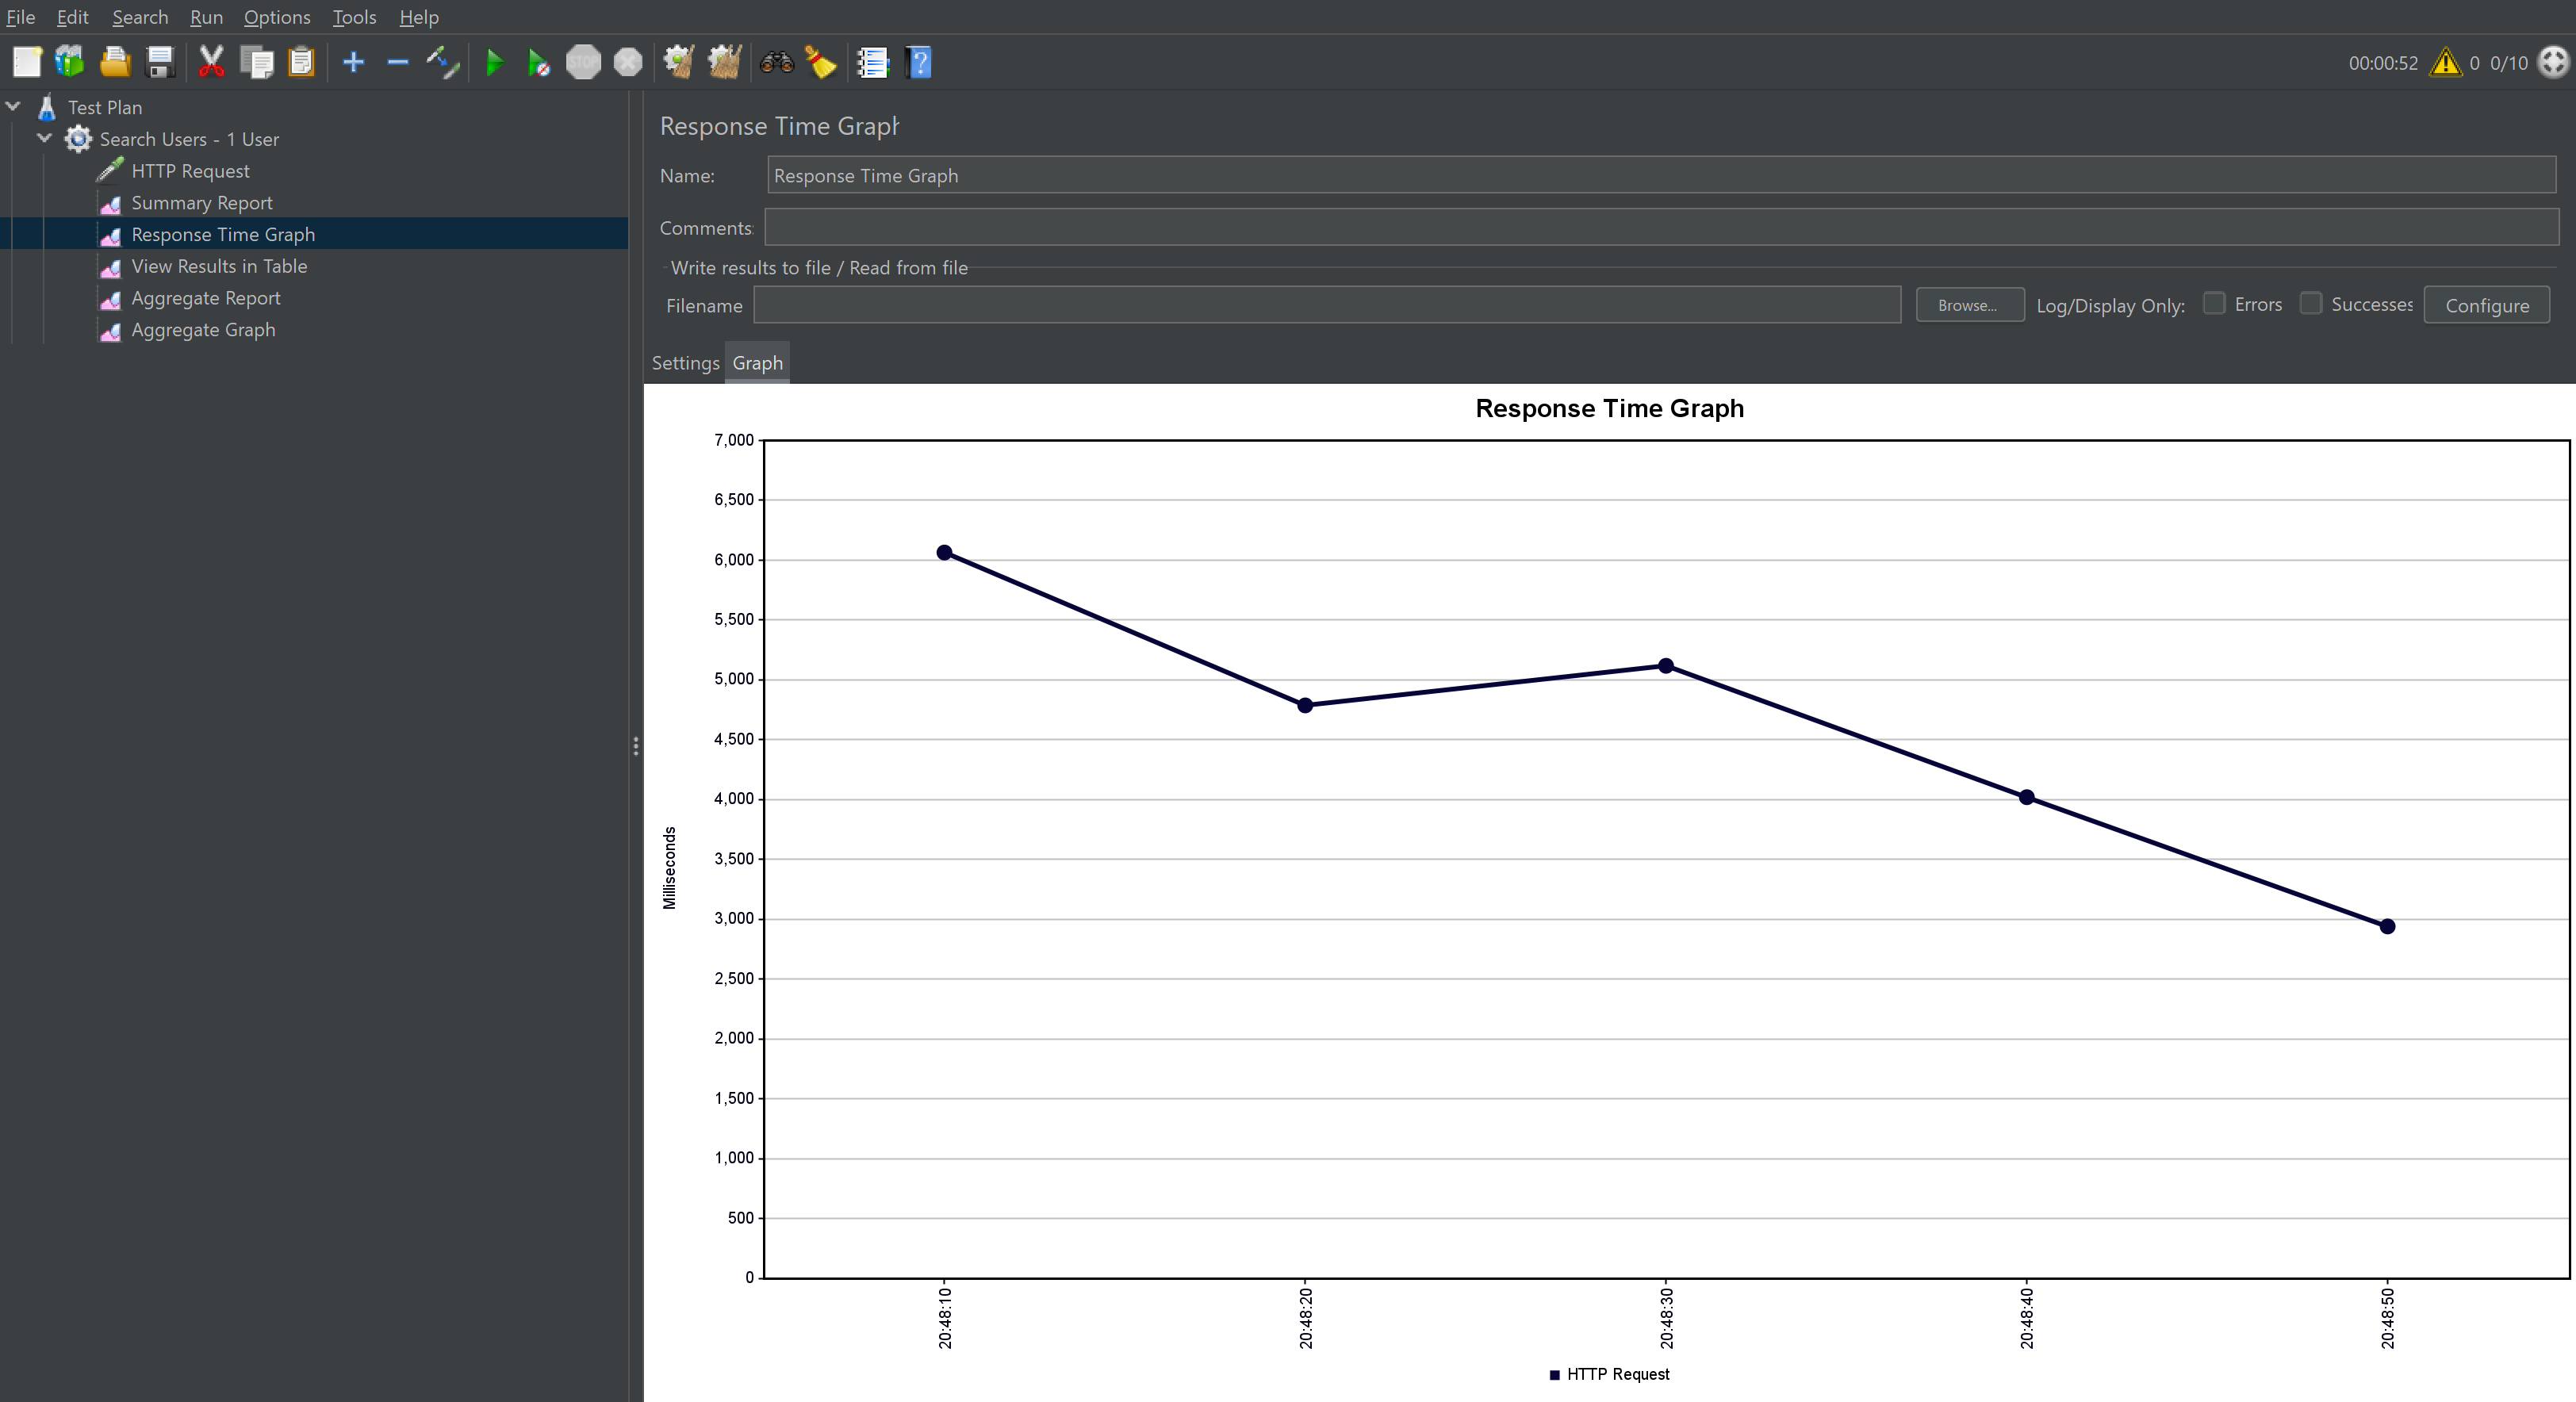 File Edit Search Run Options Tools Help
STOP
00:00:52 0 0/10
Test Plan
Search Users - 1 User
HTTP Request
Summary Report
Response Time Graph
View Results in Table
Aggregate Report
Aggregate Graph
Response Time Graph
Name: Response Time Graph
Comments:
Write results to file / Read from file
Filename Browse... Log/Display Only: Errors Successes Configure
Settings Graph
Response Time Graph
7,000
6,500
6,000
5,500
5,000
4,500
4,000
3,500
3,000
2,500
2,000
1,500
1,000
500
0
Milliseconds
20:48:10 20:48:20 20:48:30 20:48:40 20:48:50
HTTP Request